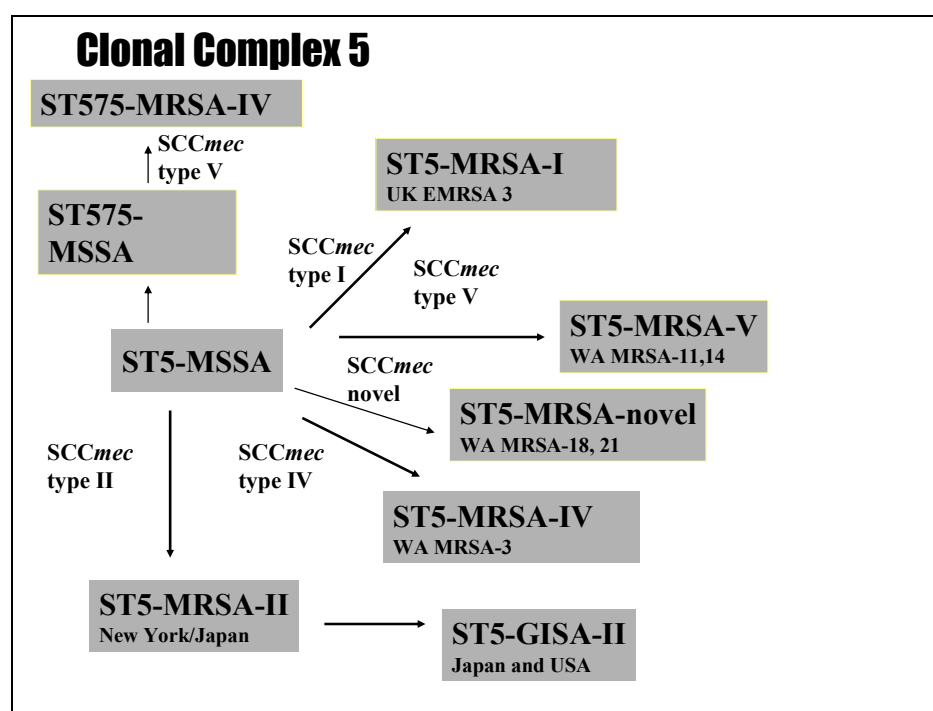 Clonal Complex 5
ST575-MRSA-IV
SCCmec
type V
ST575-
MSSA
ST5-MRSA-I
UK EMRSA 3
SCCmec
type I
SCCmec
type V
ST5-MRSA-V
WA MRSA-11,14
ST5-MSSA
SCCmec
novel
ST5-MRSA-novel
WA MRSA-18, 21
SCCmec
type II
SCCmec
type IV
ST5-MRSA-IV
WA MRSA-3
ST5-MRSA-II
New York/Japan
ST5-GISA-II
Japan and USA